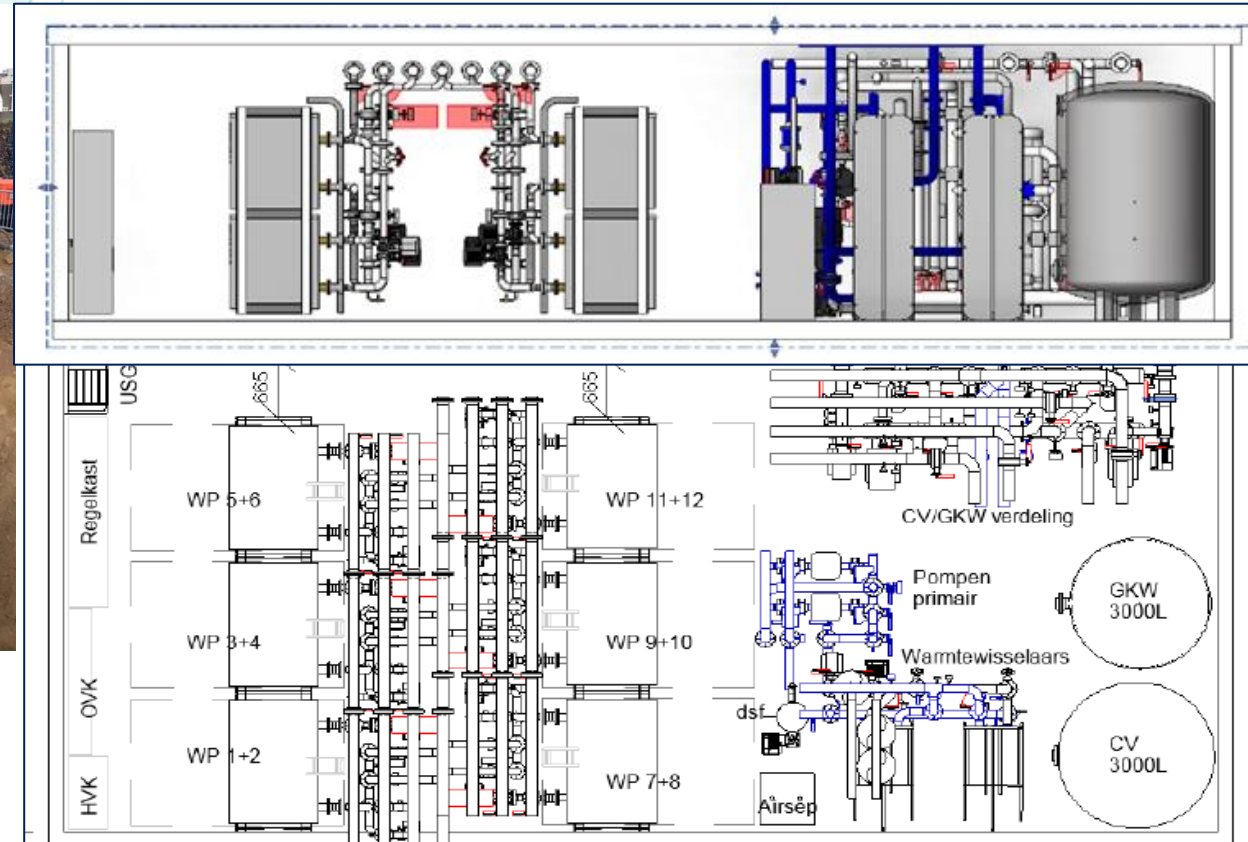 USG
665
665
Regelkast
WP 5+6
WP 11+12
CV/GKW verdeling
Pompen
primair
GKW
3000L
WP 3+4
WP 9+10
Warmtewisselaars
OVK
dsf
WP 1+2
WP 7+8
CV
3000L
HVK
Airsep